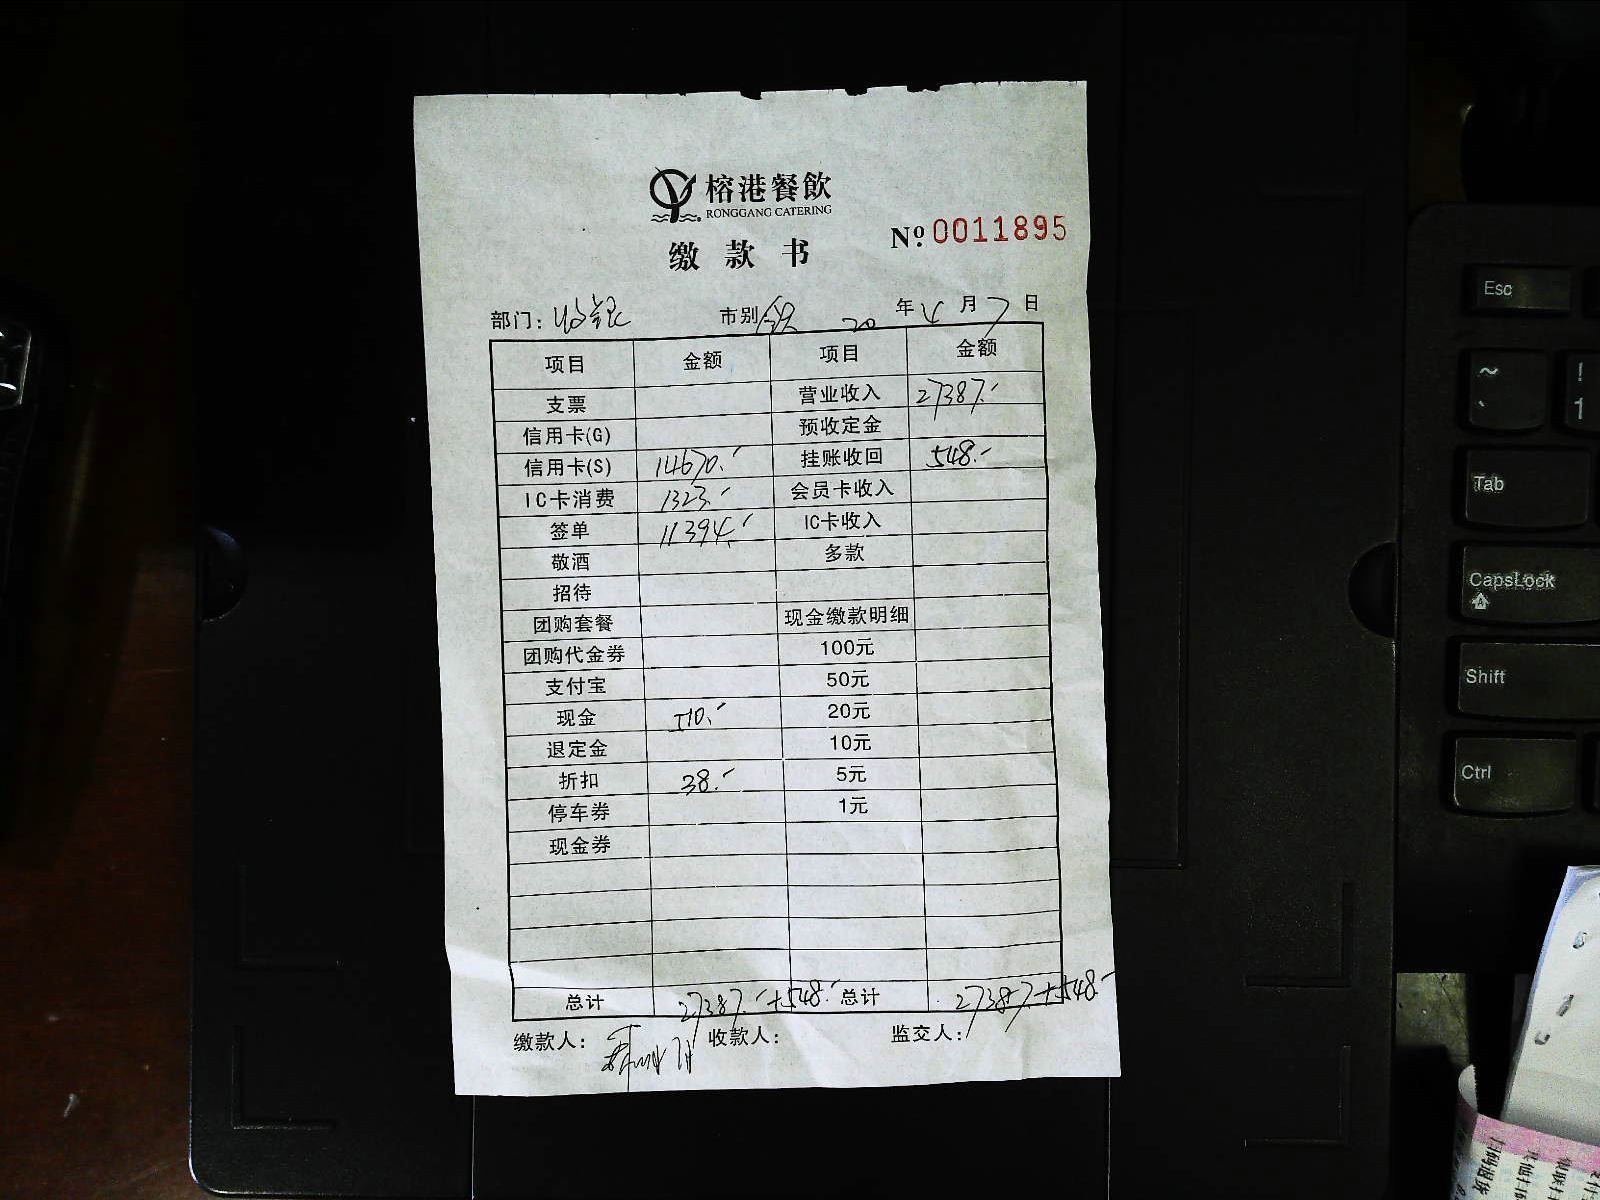 榕港餐飲
RONGGANG CATERING
缴款书
Nº 0011895
部门: 收银 市别 20 年 4 月 7 日
项目 金额 项目 金额
支票 营业收入 27387.-
信用卡(G) 预收定金
信用卡(S) 14670.- 挂账收回 548.-
IC卡消费 1323.- 会员卡收入
签单 11394.- IC卡收入
敬酒 多款
招待
团购套餐 现金缴款明细
团购代金券 100元
支付宝 50元
现金 20元
退定金 10元
折扣 38.- 5元
停车券 1元
现金券
总计 27387.-+548.- 总计 27387.+548.-
缴款人: 收款人: 监交人:
Esc
~
`
!
1
Tab
CapsLock
Shift
Ctrl